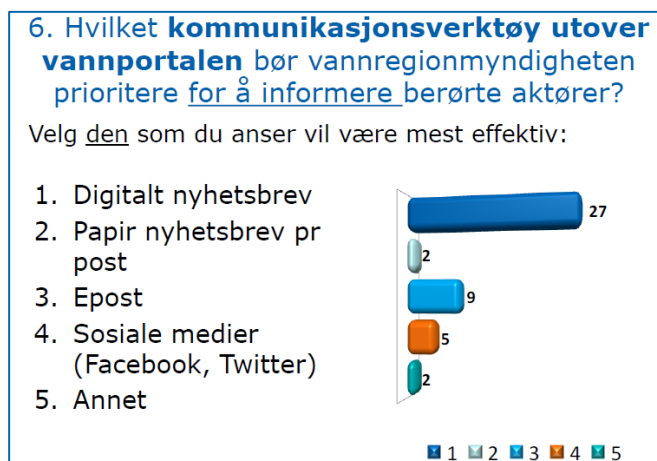 6. Hvilket kommunikasjonsverktøy utover
vannportalen bør vannregionmyndigheten
prioritere for å informere berørte aktører?
Velg den som du anser vil være mest effektiv:
1. Digitalt nyhetsbrev
2. Papir nyhetsbrev pr
post
3. Epost
4. Sosiale medier
(Facebook, Twitter)
5. Annet
27
2
9
5
2
1 2 3 4 5